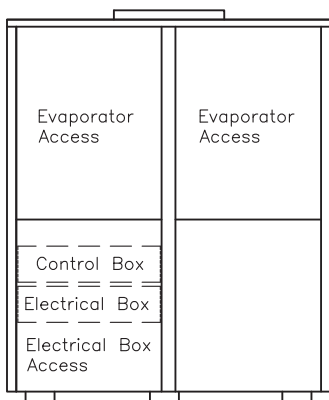 Evaporator
Access
Evaporator
Access
Control Box
Electrical Box
Electrical Box
Access